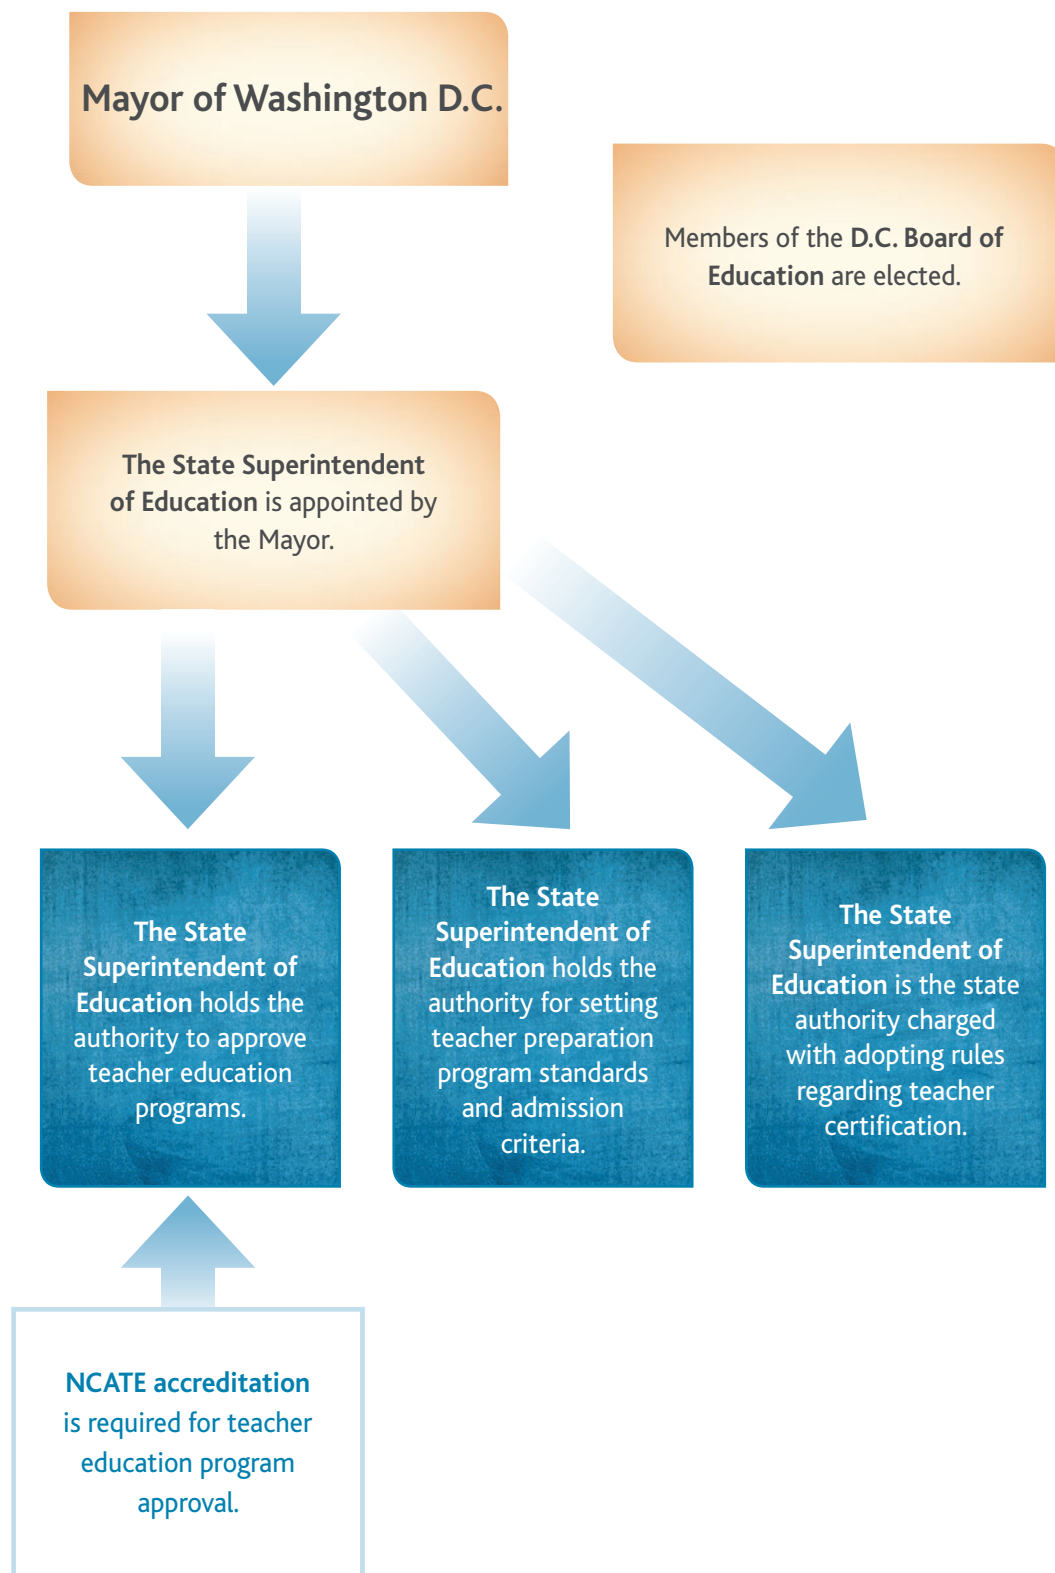 Mayor of Washington D.C.
Members of the D.C. Board of
Education are elected.
The State Superintendent
of Education is appointed by
the Mayor.
The State
Superintendent of
Education holds the
authority to approve
teacher education
programs.
The State
Superintendent of
Education holds the
authority for setting
teacher preparation
program standards
and admission
criteria.
The State
Superintendent of
Education is the state
authority charged
with adopting rules
regarding teacher
certification.
NCATE accreditation
is required for teacher
education program
approval.